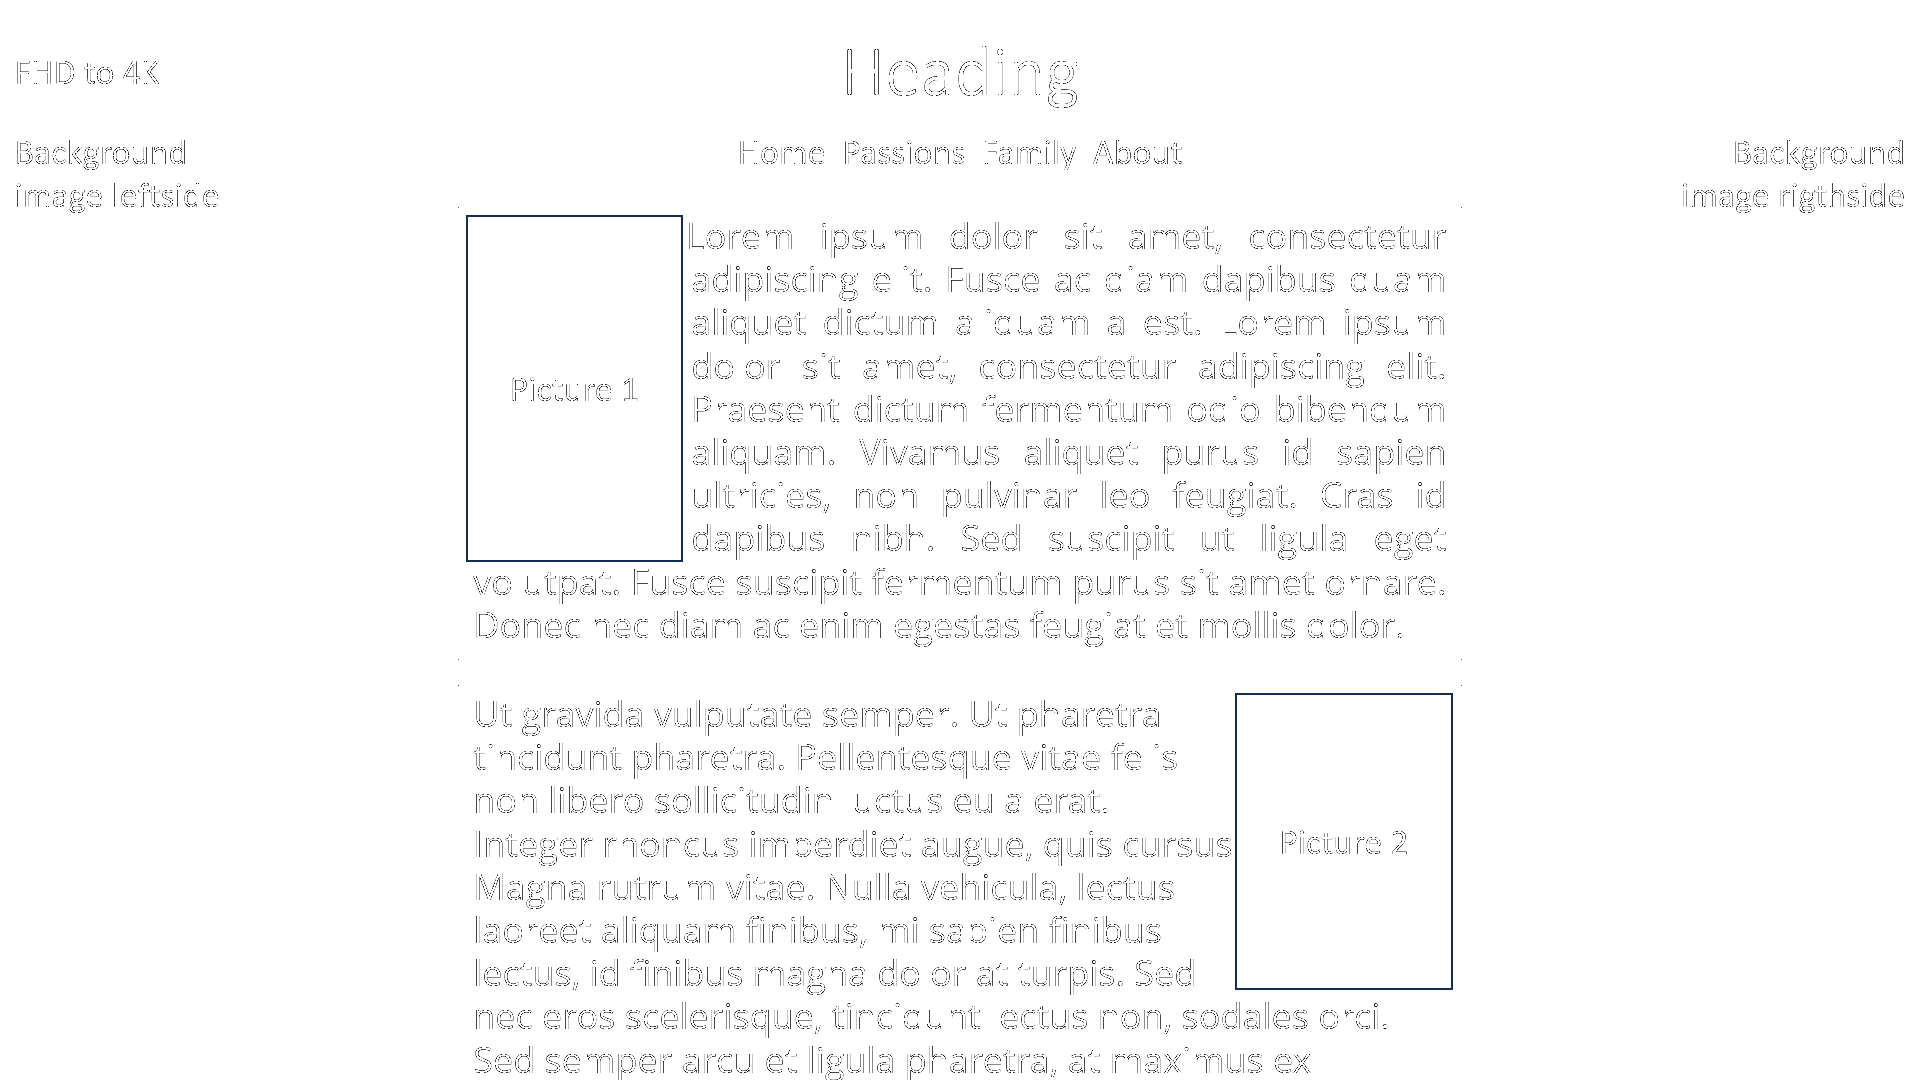 FHD to 4K
Heading
Background
image leftside
Home Passions Family About
Background
image rigthside
Picture 1
Lorem ipsum dolor sit amet, consectetur
adipiscing elit. Fusce ac diam dapibus quam
aliquet dictum aliquam a est. Lorem ipsum
dolor sit amet, consectetur adipiscing elit.
Praesent dictum fermentum odio bibendum
aliquam. Vivamus aliquet purus id sapien
ultricies, non pulvinar leo feugiat. Cras id
dapibus nibh. Sed suscipit ut ligula eget
volutpat. Fusce suscipit fermentum purus sit amet ornare.
Donec nec diam ac enim egestas feugiat et mollis dolor.
Ut gravida vulputate semper. Ut pharetra
tincidunt pharetra. Pellentesque vitae felis
non libero sollicitudin luctus eu a erat.
Integer rhoncus imperdiet augue, quis cursus
Magna rutrum vitae. Nulla vehicula, lectus
laoreet aliquam finibus, mi sapien finibus
lectus, id finibus magna dolor at turpis. Sed
nec eros scelerisque, tincidunt lectus non, sodales orci.
Sed semper arcu et ligula pharetra, at maximus ex
Picture 2